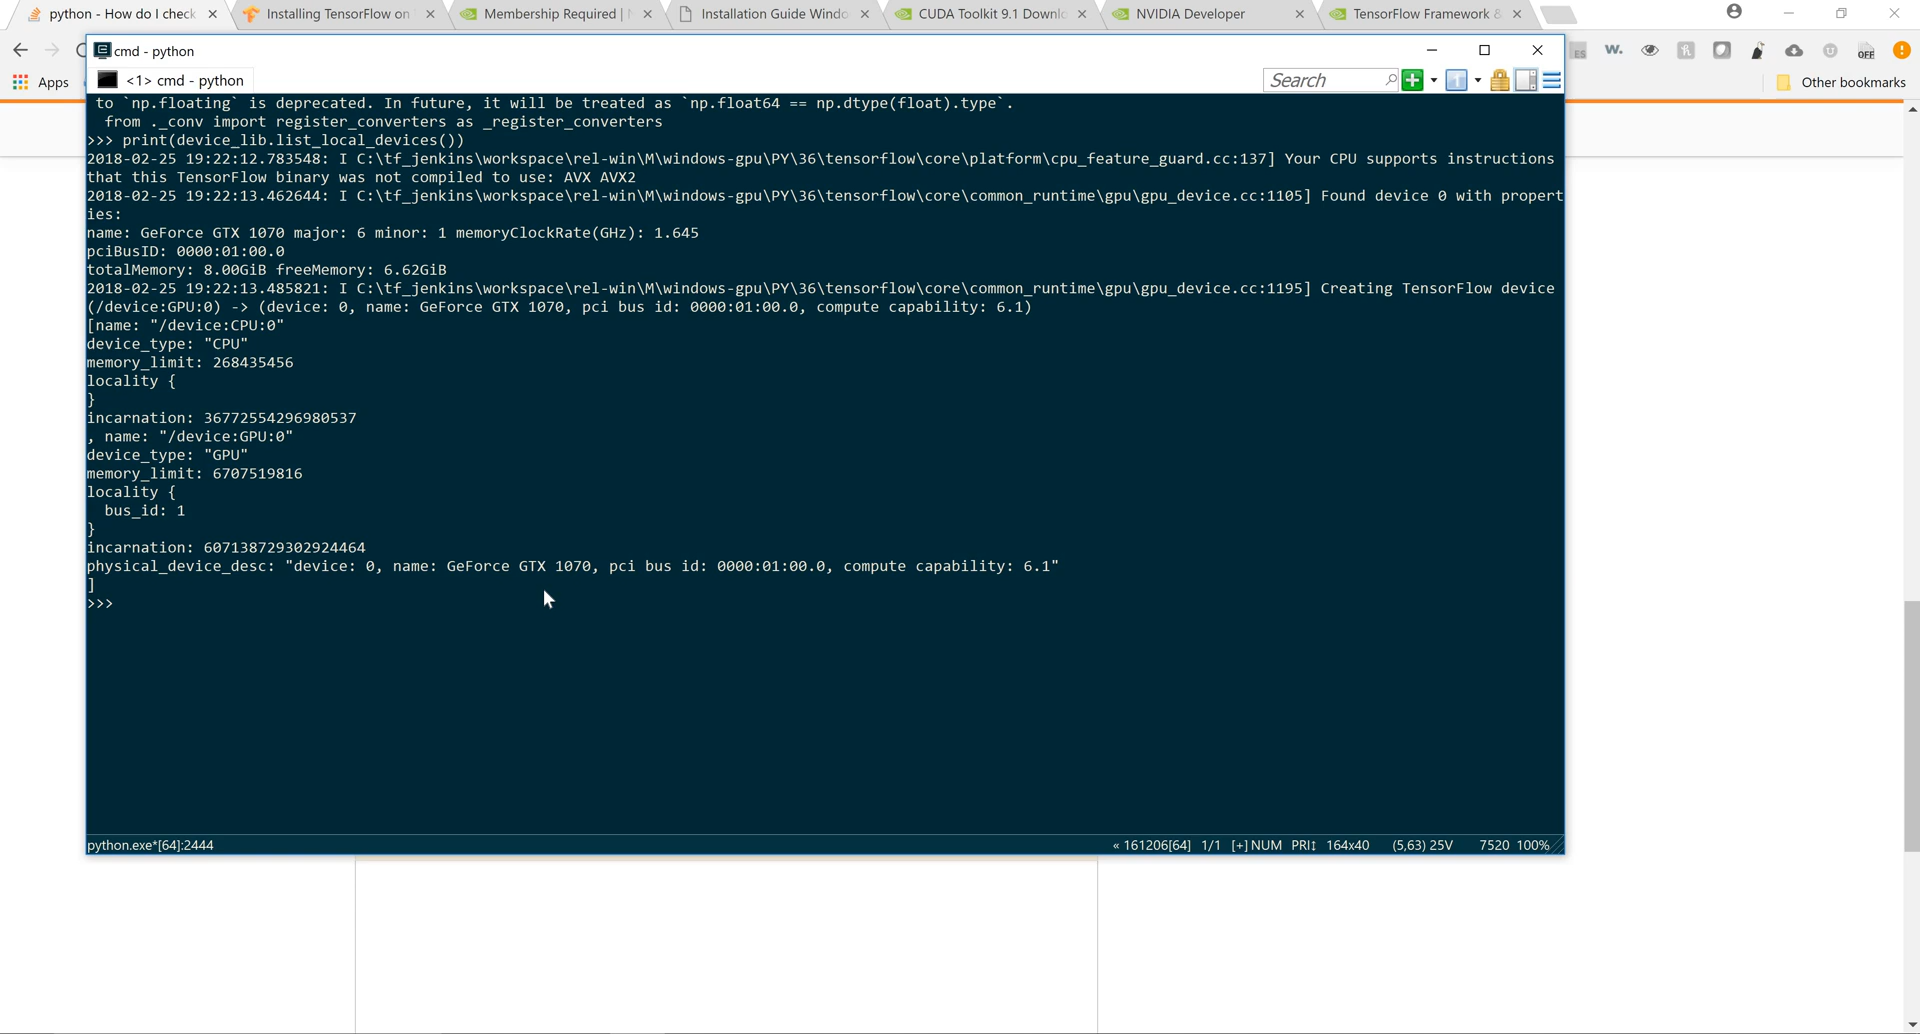 python - How do I check
Installing TensorFlow on
Membership Required |
Installation Guide Windo
CUDA Toolkit 9.1 Downlo
NVIDIA Developer
TensorFlow Framework &
cmd - python
ES
w.
OFF
Apps
<1> cmd - python
Search
Other bookmarks
to `np.floating` is deprecated. In future, it will be treated as `np.float64 == np.dtype(float).type`.
from ._conv import register_converters as _register_converters
>>> print(device_lib.list_local_devices())
2018-02-25 19:22:12.783548: I C:\tf_jenkins\workspace\rel-win\M\windows-gpu\PY\36\tensorflow\core\platform\cpu_feature_guard.cc:137] Your CPU supports instructions
that this TensorFlow binary was not compiled to use: AVX AVX2
2018-02-25 19:22:13.462644: I C:\tf_jenkins\workspace\rel-win\M\windows-gpu\PY\36\tensorflow\core\common_runtime\gpu\gpu_device.cc:1105] Found device 0 with propert
ies:
name: GeForce GTX 1070 major: 6 minor: 1 memoryClockRate(GHz): 1.645
pciBusID: 0000:01:00.0
totalMemory: 8.00GiB freeMemory: 6.62GiB
2018-02-25 19:22:13.485821: I C:\tf_jenkins\workspace\rel-win\M\windows-gpu\PY\36\tensorflow\core\common_runtime\gpu\gpu_device.cc:1195] Creating TensorFlow device
(/device:GPU:0) -> (device: 0, name: GeForce GTX 1070, pci bus id: 0000:01:00.0, compute capability: 6.1)
[name: "/device:CPU:0"
device_type: "CPU"
memory_limit: 268435456
locality {
}
incarnation: 36772554296980537
, name: "/device:GPU:0"
device_type: "GPU"
memory_limit: 6707519816
locality {
bus_id: 1
}
incarnation: 607138729302924464
physical_device_desc: "device: 0, name: GeForce GTX 1070, pci bus id: 0000:01:00.0, compute capability: 6.1"
]
>>>
python.exe*[64]:2444
« 161206[64] 1/1 [+] NUM PRI↕ 164x40 (5,63) 25V 7520 100%